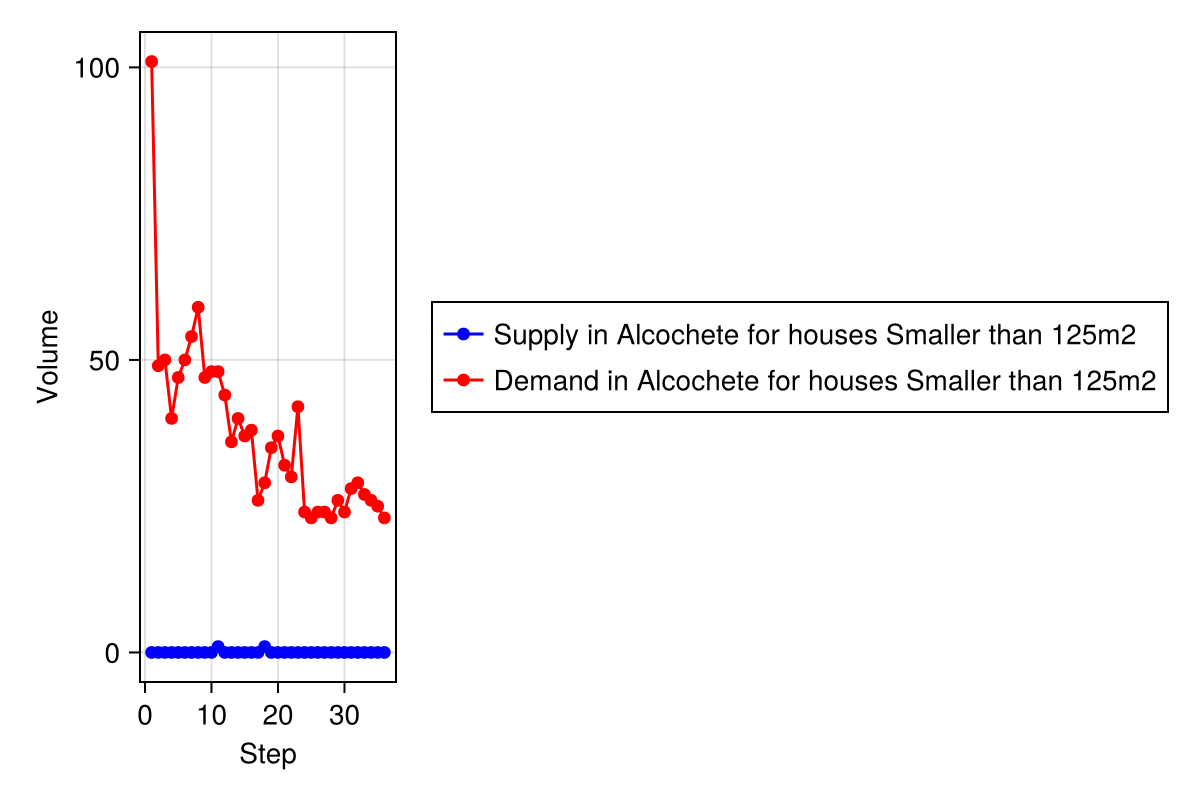 100
50
0
Volume
0 10 20 30
Step
Supply in Alcochete for houses Smaller than 125m2
Demand in Alcochete for houses Smaller than 125m2